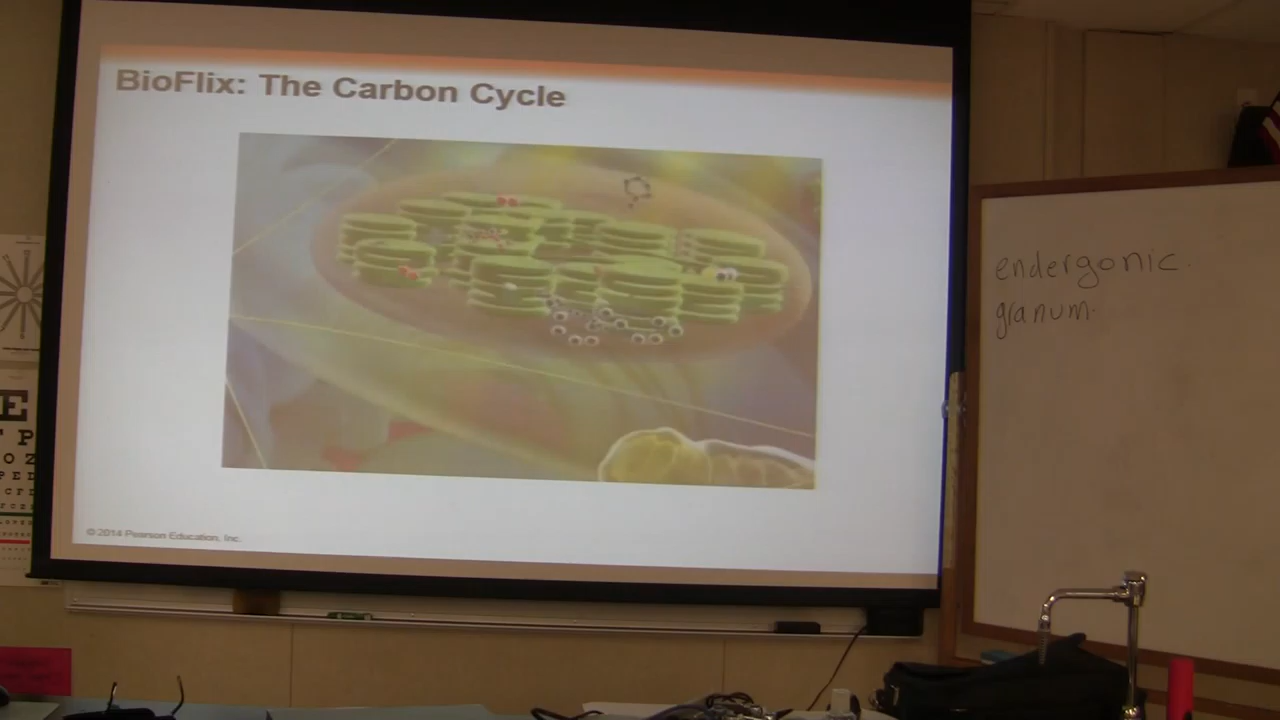 BioFlix: The Carbon Cycle
© 2014 Pearson Education, Inc.
endergonic
granum
E
T P
O Z
P E D